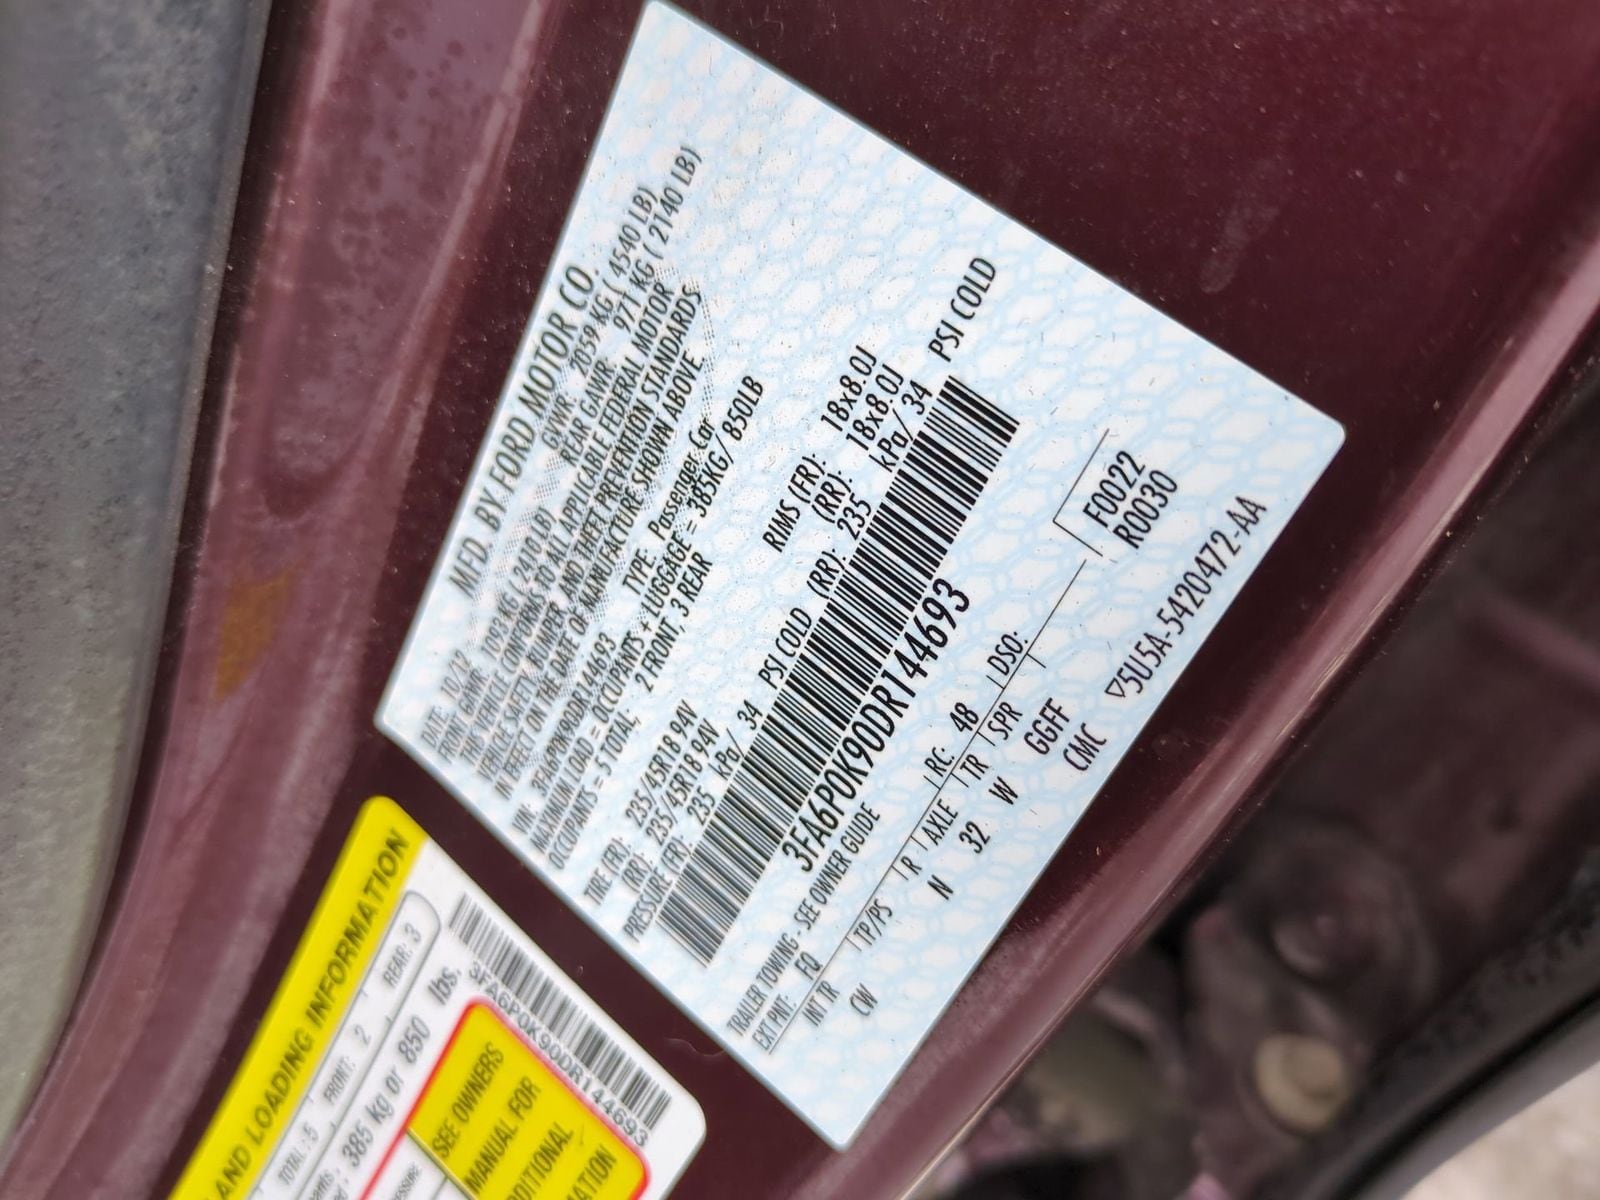 MFD. BY FORD MOTOR CO.
DATE: 10/12 GVWR: 2059 KG ( 4540 LB)
FRONT GAWR: 1093KG ( 2410 LB) REAR GAWR: 971 KG ( 2140 LB)
THIS VEHICLE CONFORMS TO ALL APPLICABLE FEDERAL MOTOR
VEHICLE SAFETY, BUMPER, AND THEFT PREVENTION STANDARDS
IN EFFECT ON THE DATE OF MANUFACTURE SHOWN ABOVE.
VIN: 3FA6P0K90DR144693 TYPE: Passenger Car
MAXIMUM LOAD = OCCUPANTS + LUGGAGE = 385KG/ 850LB
OCCUPANTS = 5 TOTAL, 2 FRONT, 3 REAR
TIRE (FR): 235/45R18 94V RIMS (FR): 18x8.0J
(RR): 235/45R18 94V (RR): 18x8.0J
PRESSURE (FR): 235 kPa/ 34 PSI COLD (RR): 235 kPa/ 34 PSI COLD
3FA6P0K90DR144693
TRAILER TOWING - SEE OWNER GUIDE
F0022
R0030
EXT PNT: FQ RC: 48 DSO:
INT TR TP/PS R AXLE TR SPR
CW N 32 W GGFF
CMC
▽5U5A-5420472-AA
AND LOADING INFORMATION
TOTAL: 5 FRONT: 2 REAR: 3
385 kg or 850 lbs.
3FA6P0K90DR144693
SEE OWNERS
MANUAL FOR